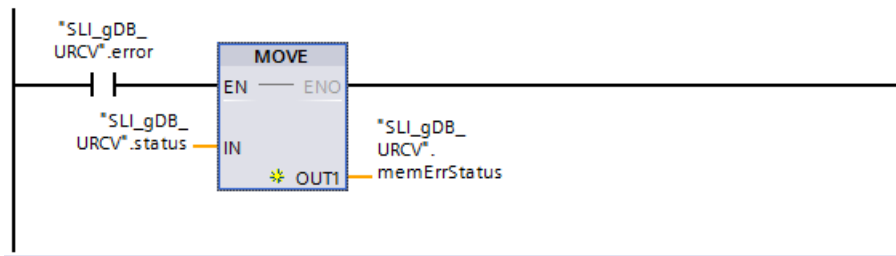 "SLI_gDB_
URCV".error
MOVE
EN
ENO
"SLI_gDB_
URCV".status
IN
"SLI_gDB_
URCV".
memErrStatus
OUT1